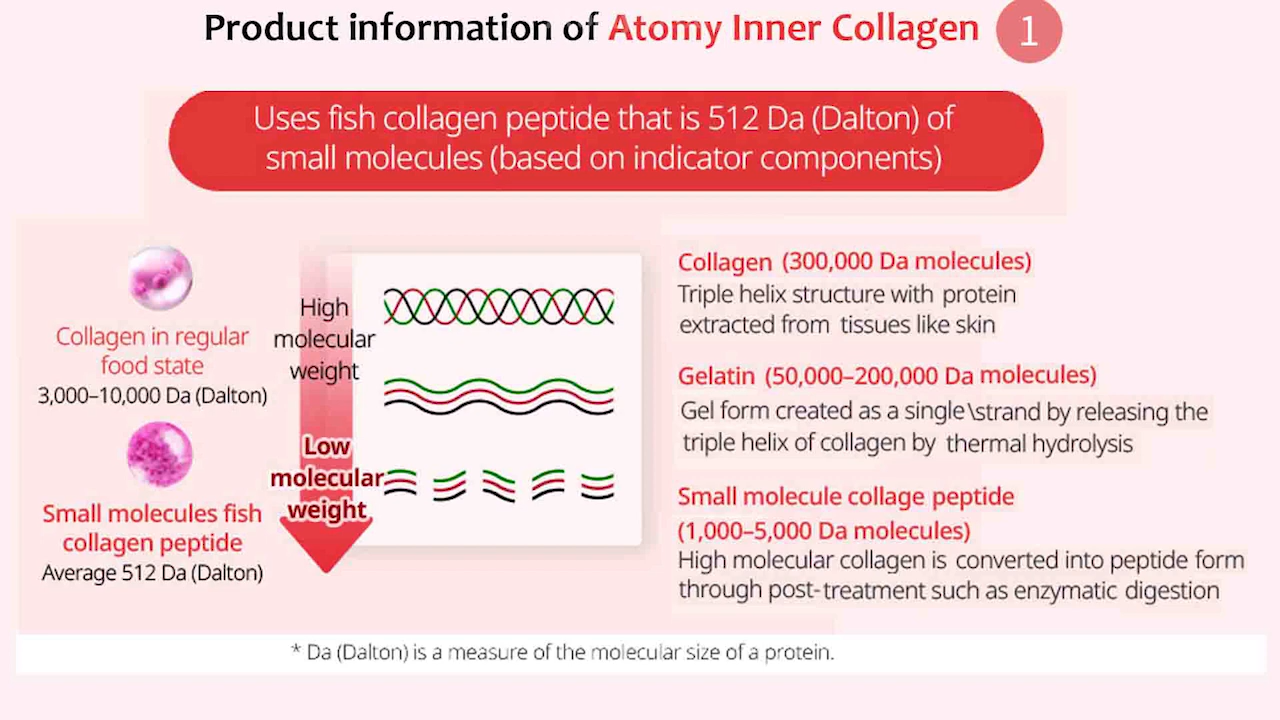 Product information of Atomy Inner Collagen 1
Uses fish collagen peptide that is 512 Da (Dalton) of
small molecules (based on indicator components)
Collagen in regular
food state
3,000–10,000 Da (Dalton)
Small molecules fish
collagen peptide
Average 512 Da (Dalton)
High
molecular
weight
Low
molecular
weight
Collagen (300,000 Da molecules)
Triple helix structure with protein
extracted from tissues like skin
Gelatin (50,000–200,000 Da molecules)
Gel form created as a single\strand by releasing the
triple helix of collagen by thermal hydrolysis
Small molecule collage peptide
(1,000–5,000 Da molecules)
High molecular collagen is converted into peptide form
through post-treatment such as enzymatic digestion
* Da (Dalton) is a measure of the molecular size of a protein.